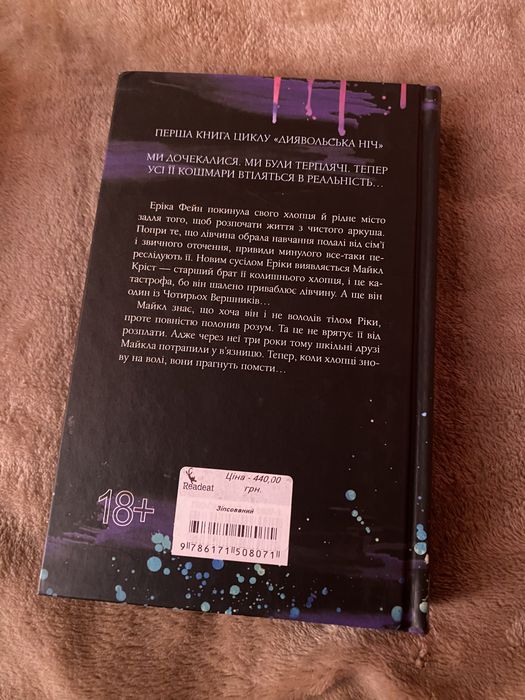 ПЕРША КНИГА ЦИКЛУ «ДИЯВОЛЬСЬКА НІЧ»
МИ ДОЧЕКАЛИСЯ. МИ БУЛИ ТЕРПЛЯЧІ. ТЕПЕР
УСІ ЇЇ КОШМАРИ ВТІЛЯТЬСЯ В РЕАЛЬНІСТЬ...
Еріка Фейн покинула свого хлопця й рідне місто
задля того, щоб розпочати життя з чистого аркуша.
Попри те, що дівчина обрала навчання подалі від сім'ї
і звичного оточення, привиди минулого все-таки пе-
реслідують її. Новим сусідом Еріки виявляється Майкл
Кріст — старший брат її колишнього хлопця, і це ка-
тастрофа, бо він шалено приваблює дівчину. А ще він
один із Чотирьох Вершників...
Майкл знає, що хоча він і не володів тілом Ріки,
проте повністю полонив розум. Та це не врятує її від
розплати. Адже через неї три роки тому шкільні друзі
Майкла потрапили у в'язницю. Тепер, коли хлопці зно-
ву на волі, вони прагнуть помсти...
18+
Readeat
Ціна - 440,00
грн.
Зіпсований
9 786171 508071